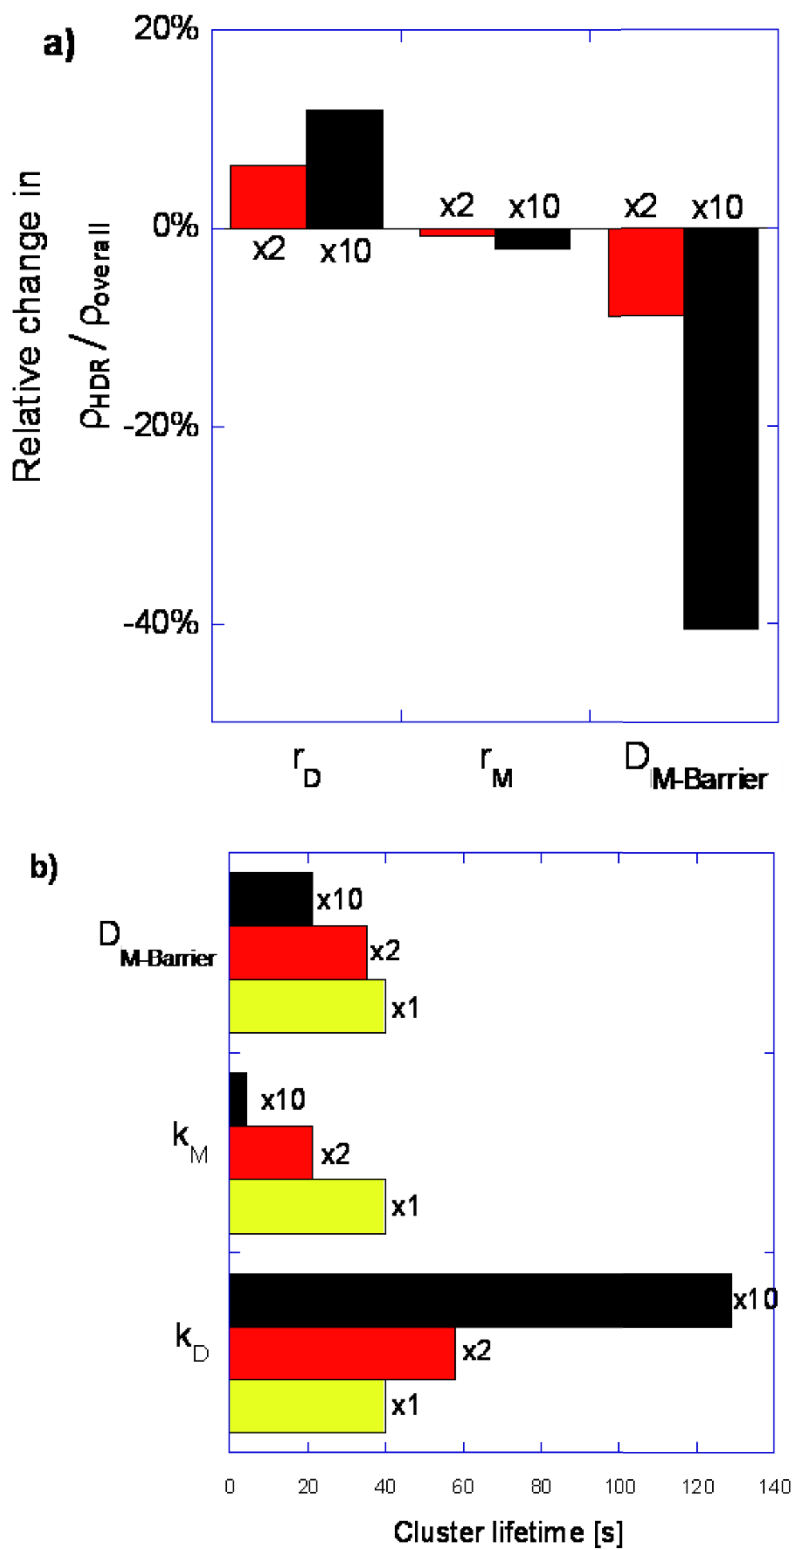 a)
20%
0%
-20%
-40%
Relative change in
ρHDR / ρoverall
x2 x10
x2 x10
x2 x10
rD
rM
DM-Barrier
b)
DM-Barrier
x10
x2
x1
kM
x10
x2
x1
kD
x10
x2
x1
0 20 40 60 80 100 120 140
Cluster lifetime [s]